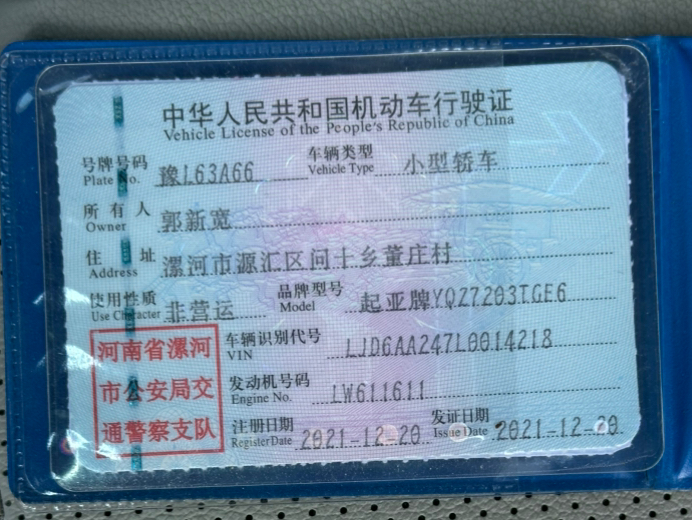 中华人民共和国机动车行驶证
Vehicle License of the People's Republic of China
号牌号码 Plate No. 豫L63A66 车辆类型 Vehicle Type 小型轿车
所有人 Owner 郭新宽
住址 Address 漯河市源汇区问十乡董庄村
使用性质 Use Character 非营运 品牌型号 Model 起亚牌YQZ7203TGE6
车辆识别代号 VIN LJD6AA247L0014218
发动机号码 Engine No. LW611611
注册日期 Register Date 2021-12-20 发证日期 Issue Date 2021-12-20
河南省漯河
市公安局交
通警察支队